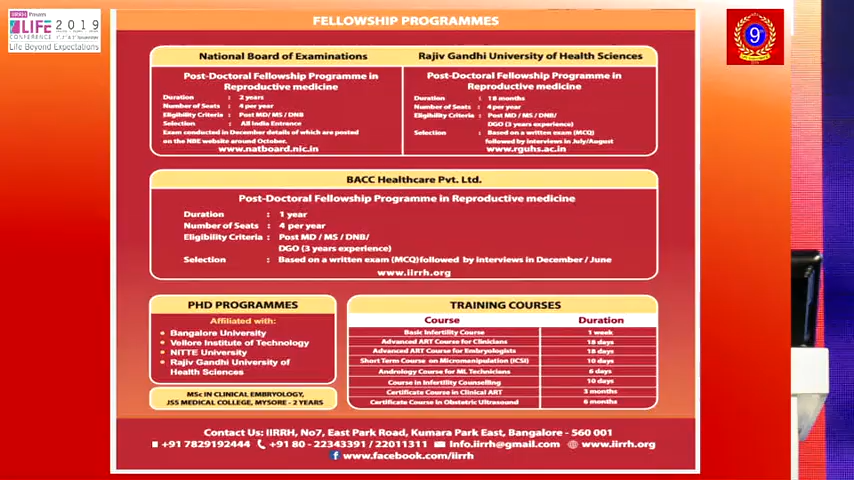 IIRRH Presents
LIFE 2019
CONFERENCE
Life Beyond Expectations
9th
FELLOWSHIP PROGRAMMES
National Board of Examinations
Post-Doctoral Fellowship Programme in
Reproductive medicine
Duration : 2 years
Number of Seats : 4 per year
Eligibility Criteria : Post MD/ MS / DNB
Selection : All India Entrance
Exam conducted in December details of which are posted
on the NBE website around October.
www.natboard.nic.in
Rajiv Gandhi University of Health Sciences
Post-Doctoral Fellowship Programme in
Reproductive medicine
Duration : 18 months
Number of Seats : 4 per year
Eligibility Criteria : Post MD / MS / DNB/
DGO (3 years experience)
Selection : Based on a written exam (MCQ)
followed by interviews in July/August
www.rguhs.ac.in
BACC Healthcare Pvt. Ltd.
Post-Doctoral Fellowship Programme in Reproductive medicine
Duration : 1 year
Number of Seats : 4 per year
Eligibility Criteria : Post MD / MS / DNB/
DGO (3 years experience)
Selection : Based on a written exam (MCQ)followed by interviews in December / June
www.iirrh.org
PHD PROGRAMMES
Affiliated with:
Bangalore University
Vellore Institute of Technology
NITTE University
Rajiv Gandhi University of
Health Sciences
MSc IN CLINICAL EMBRYOLOGY,
JSS MEDICAL COLLEGE, MYSORE - 2 YEARS
TRAINING COURSES
Course Duration
Basic Infertility Course 1 week
Advanced ART Course for Clinicians 18 days
Advanced ART Course for Embryologists 18 days
Short Term Course on Micromanipulation (ICSI) 10 days
Andrology Course for ML Technicians 6 days
Course in Infertility Counselling 10 days
Certificate Course in Clinical ART 3 months
Certificate Course in Obstetric Ultrasound 6 months
Contact Us: IIRRH, No7, East Park Road, Kumara Park East, Bangalore - 560 001
+91 7829192444 +91 80 - 22343391 / 22011311 Info.iirrh@gmail.com www.iirrh.org
www.facebook.com/iirrh